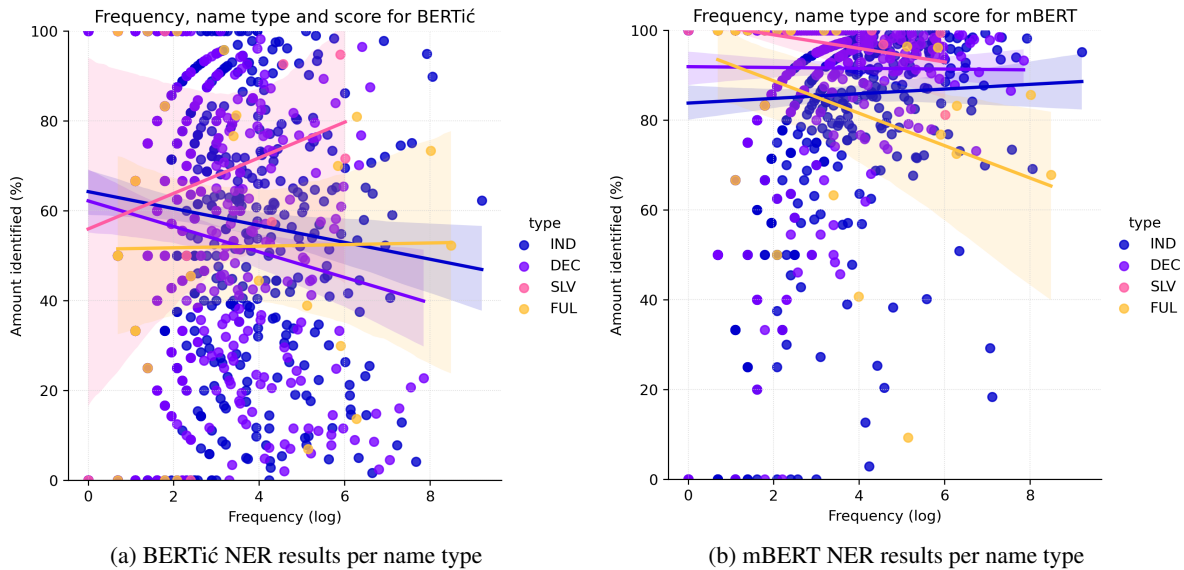 Frequency, name type and score for BERTić
100
80
60
40
20
0
Amount identified (%)
0 2 4 6 8
Frequency (log)
type
IND
DEC
SLV
FUL
(a) BERTić NER results per name type
Frequency, name type and score for mBERT
100
80
60
40
20
0
Amount identified (%)
0 2 4 6 8
Frequency (log)
type
IND
DEC
SLV
FUL
(b) mBERT NER results per name type